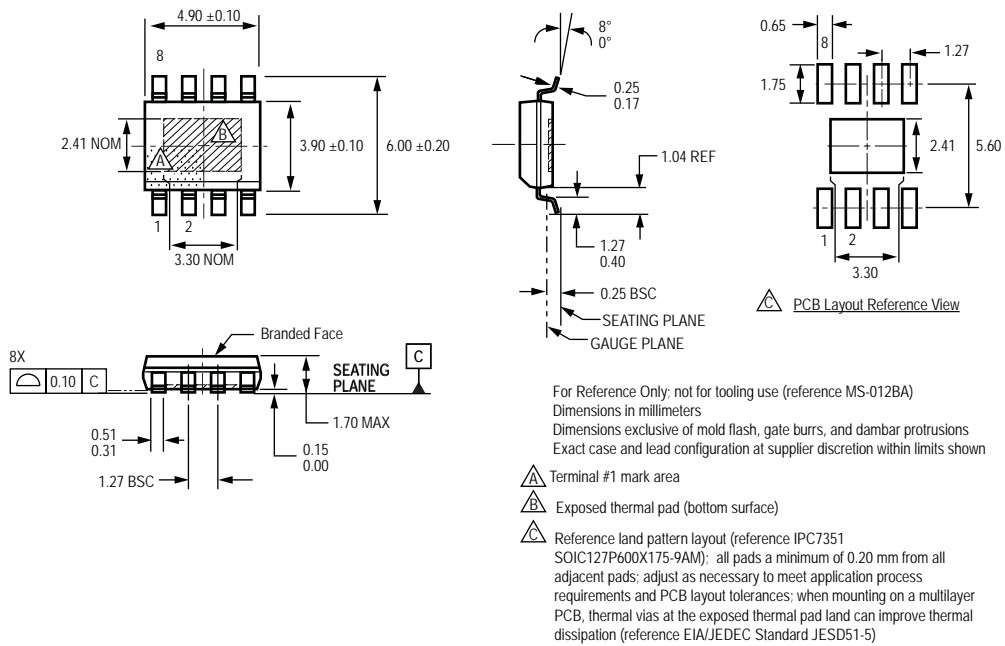 4.90 ±0.10
8
2.41 NOM
A
B
3.90 ±0.10
6.00 ±0.20
1
2
3.30 NOM
8°
0°
0.25
0.17
1.04 REF
1.27
0.40
0.25 BSC
SEATING PLANE
GAUGE PLANE
0.65
8
1.27
1.75
2.41
5.60
1
2
3.30
C
PCB Layout Reference View
Branded Face
8X
0.10
C
SEATING
PLANE
C
1.70 MAX
0.51
0.31
0.15
0.00
1.27 BSC
For Reference Only; not for tooling use (reference MS-012BA)
Dimensions in millimeters
Dimensions exclusive of mold flash, gate burrs, and dambar protrusions
Exact case and lead configuration at supplier discretion within limits shown
A Terminal #1 mark area
B Exposed thermal pad (bottom surface)
C Reference land pattern layout (reference IPC7351
SOIC127P600X175-9AM); all pads a minimum of 0.20 mm from all
adjacent pads; adjust as necessary to meet application process
requirements and PCB layout tolerances; when mounting on a multilayer
PCB, thermal vias at the exposed thermal pad land can improve thermal
dissipation (reference EIA/JEDEC Standard JESD51-5)